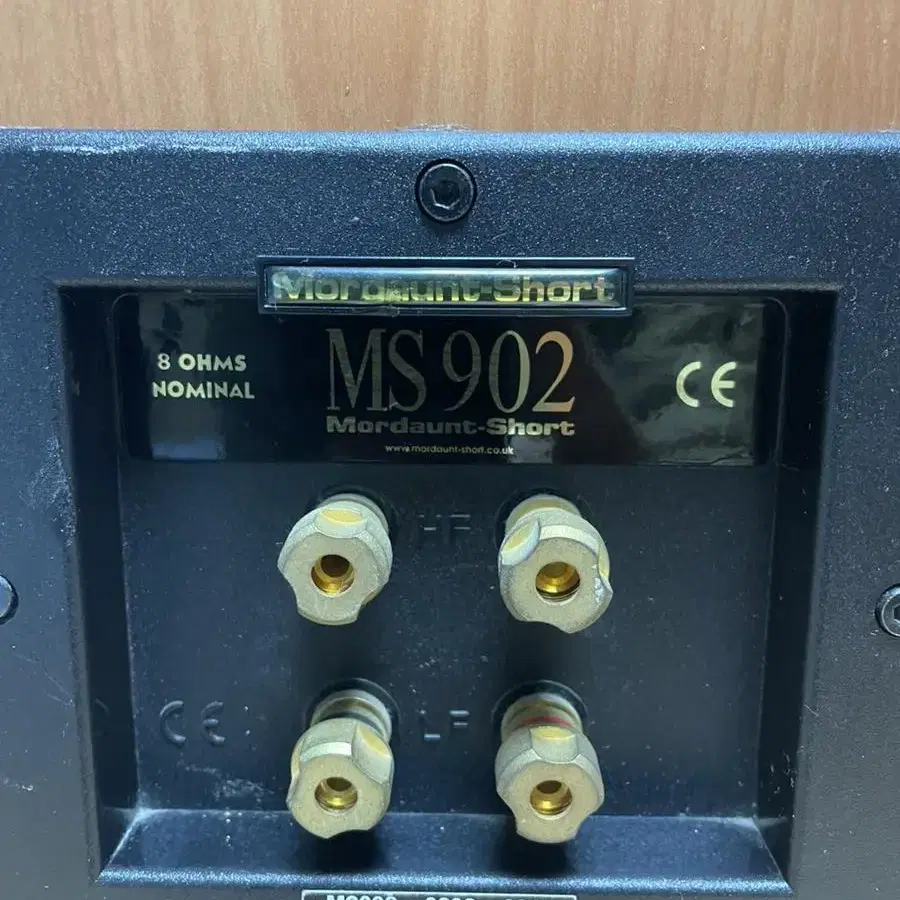 Mordaunt-Short
8 OHMS
NOMINAL
MS 902
Mordaunt-Short
www.mordaunt-short.co.uk
CE
HF
CE
LF